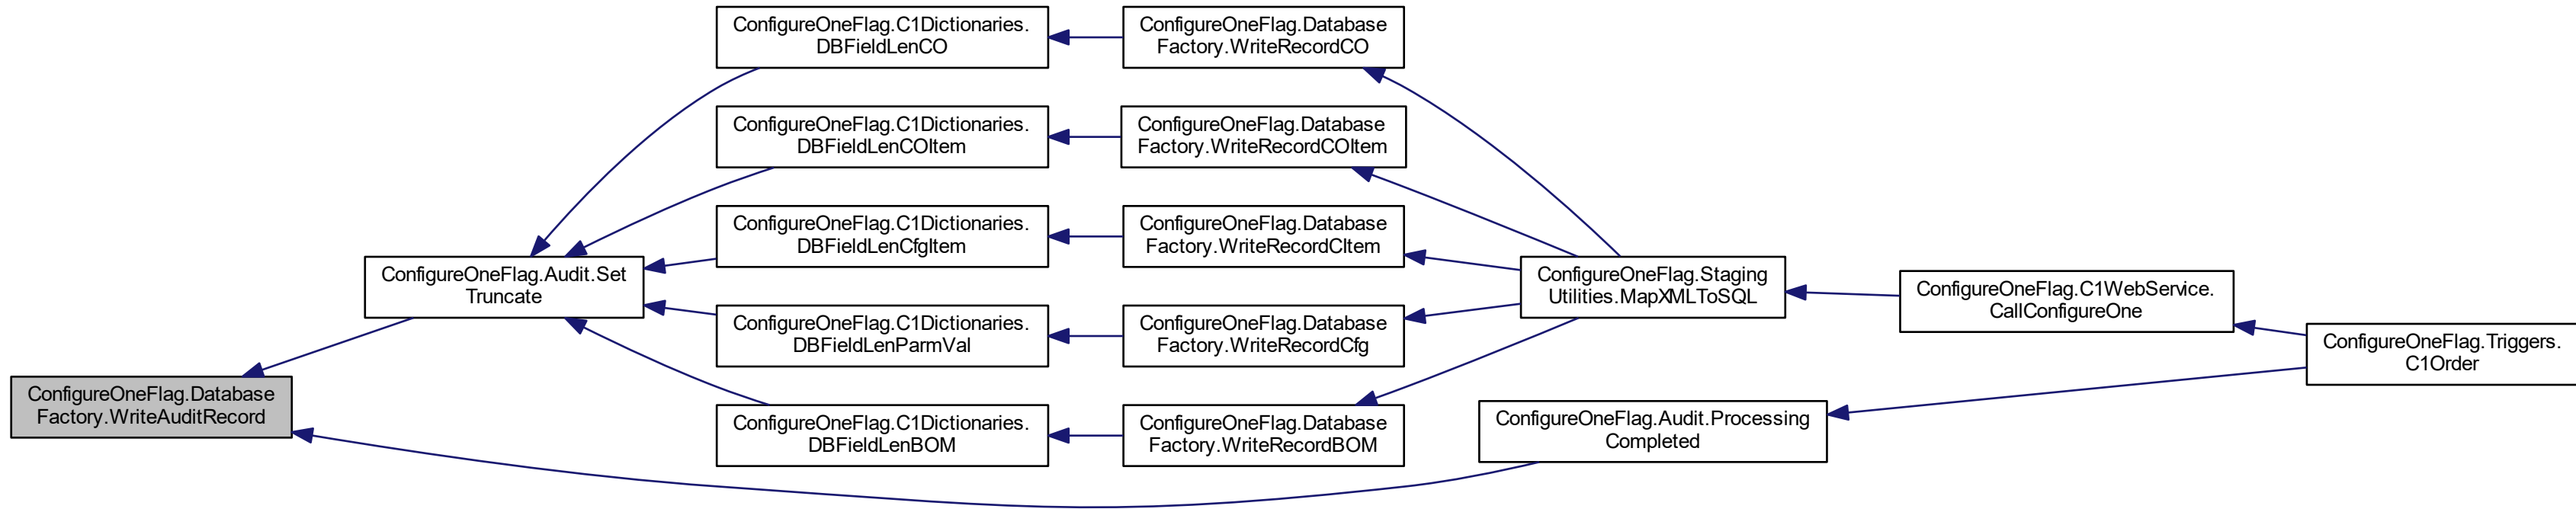 ConfigureOneFlag.C1Dictionaries.
DBFieldLenCO
ConfigureOneFlag.Database
Factory.WriteRecordCO
ConfigureOneFlag.C1Dictionaries.
DBFieldLenCOItem
ConfigureOneFlag.Database
Factory.WriteRecordCOItem
ConfigureOneFlag.C1Dictionaries.
DBFieldLenCfgItem
ConfigureOneFlag.Database
Factory.WriteRecordCItem
ConfigureOneFlag.Audit.Set
Truncate
ConfigureOneFlag.Staging
Utilities.MapXMLToSQL
ConfigureOneFlag.C1WebService.
CallConfigureOne
ConfigureOneFlag.C1Dictionaries.
DBFieldLenParmVal
ConfigureOneFlag.Database
Factory.WriteRecordCfg
ConfigureOneFlag.Triggers.
C1Order
ConfigureOneFlag.Database
Factory.WriteAuditRecord
ConfigureOneFlag.C1Dictionaries.
DBFieldLenBOM
ConfigureOneFlag.Database
Factory.WriteRecordBOM
ConfigureOneFlag.Audit.Processing
Completed